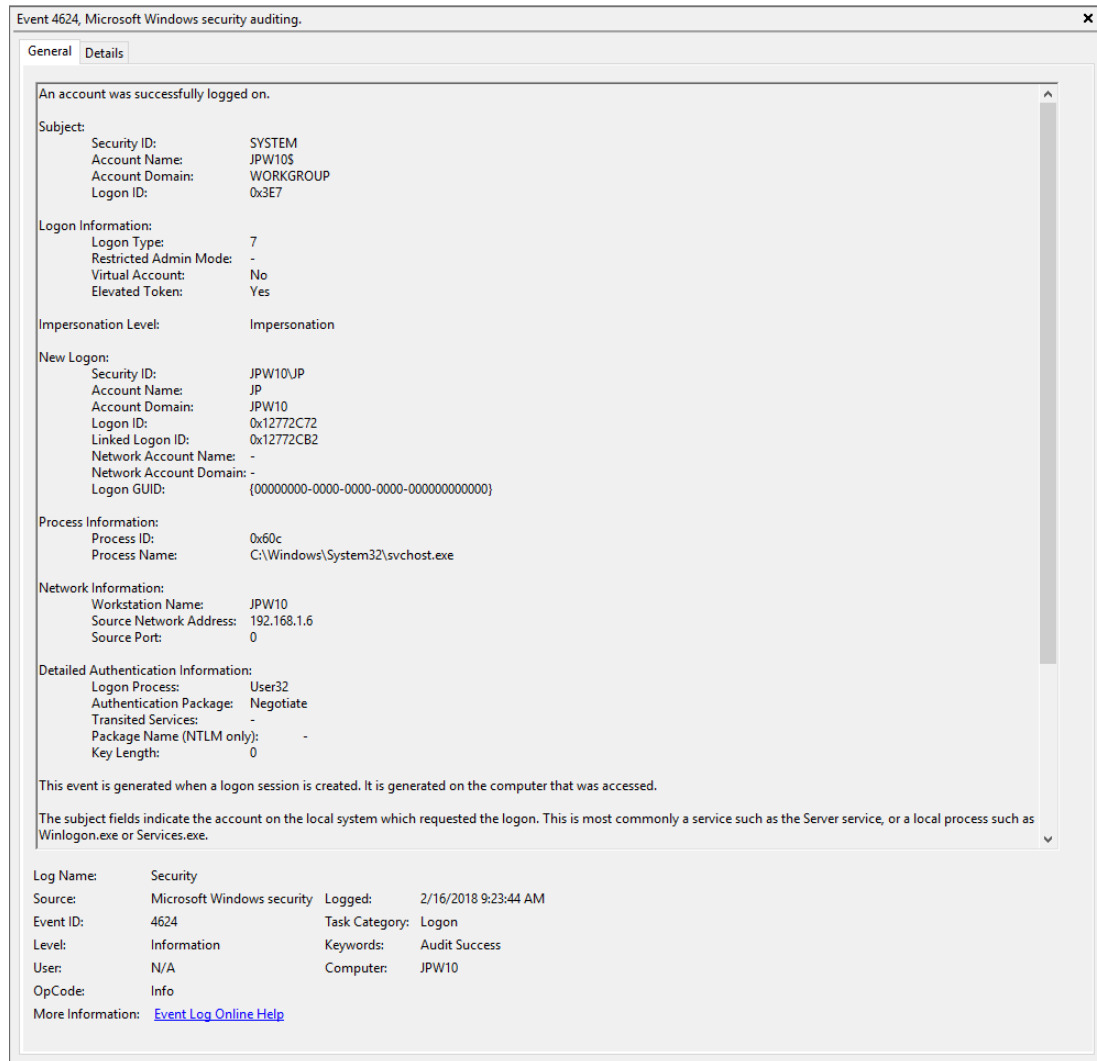 Event 4624, Microsoft Windows security auditing.
General Details
An account was successfully logged on.
Subject:
Security ID: SYSTEM
Account Name: JPW10$
Account Domain: WORKGROUP
Logon ID: 0x3E7
Logon Information:
Logon Type: 7
Restricted Admin Mode: -
Virtual Account: No
Elevated Token: Yes
Impersonation Level: Impersonation
New Logon:
Security ID: JPW10\JP
Account Name: JP
Account Domain: JPW10
Logon ID: 0x12772C72
Linked Logon ID: 0x12772CB2
Network Account Name: -
Network Account Domain: -
Logon GUID: {00000000-0000-0000-0000-000000000000}
Process Information:
Process ID: 0x60c
Process Name: C:\Windows\System32\svchost.exe
Network Information:
Workstation Name: JPW10
Source Network Address: 192.168.1.6
Source Port: 0
Detailed Authentication Information:
Logon Process: User32
Authentication Package: Negotiate
Transited Services: -
Package Name (NTLM only): -
Key Length: 0
This event is generated when a logon session is created. It is generated on the computer that was accessed.
The subject fields indicate the account on the local system which requested the logon. This is most commonly a service such as the Server service, or a local process such as
Winlogon.exe or Services.exe.
Log Name: Security
Source: Microsoft Windows security Logged: 2/16/2018 9:23:44 AM
Event ID: 4624 Task Category: Logon
Level: Information Keywords: Audit Success
User: N/A Computer: JPW10
OpCode: Info
More Information: Event Log Online Help